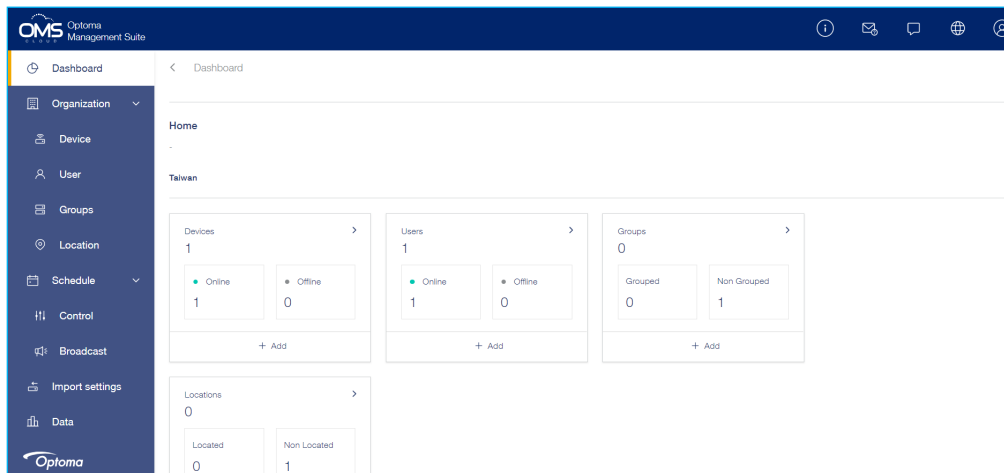 OMS Optoma
CLOUD Management Suite
Dashboard
Organization
Device
User
Groups
Location
Schedule
Control
Broadcast
Import settings
Data
Optoma
Dashboard
Home
-
Taiwan
Devices
1
Online
1
Offline
0
+ Add
Users
1
Online
1
Offline
0
+ Add
Groups
0
Grouped
0
Non Grouped
1
+ Add
Locations
0
Located
0
Non Located
1